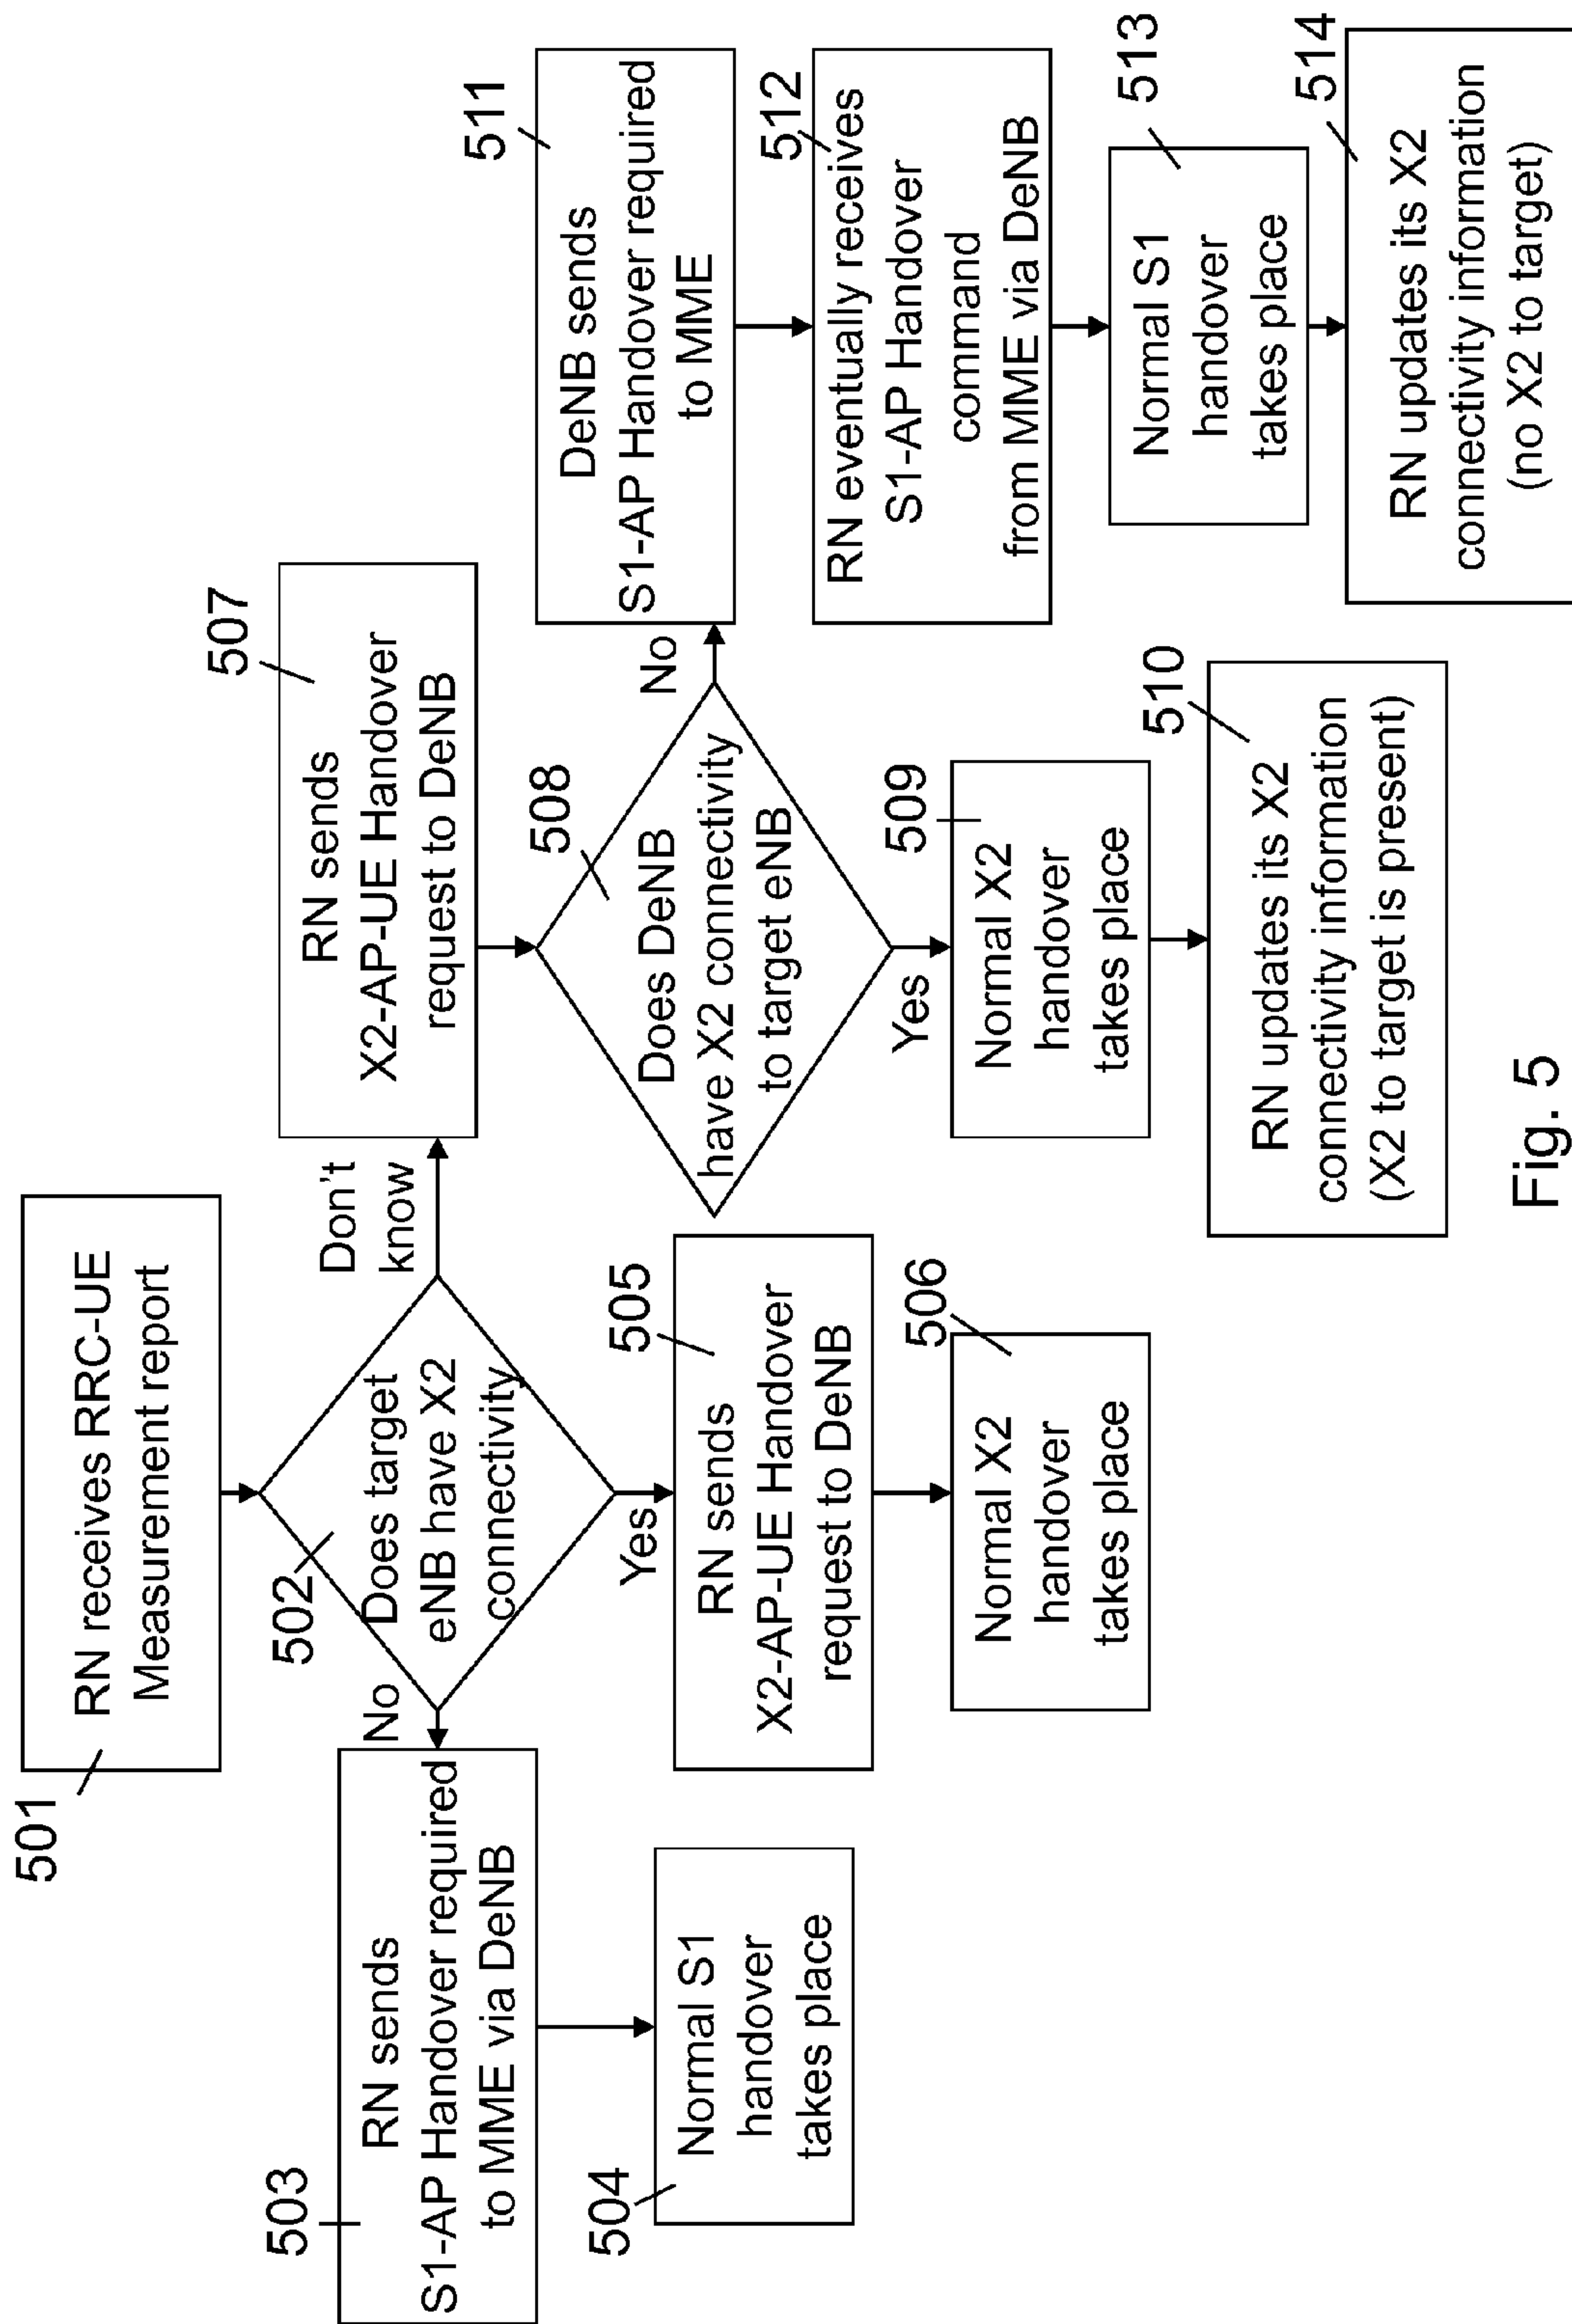 501
RN receives RRC-UE
Measurement report
502
Does target
eNB have X2
connectivity
No
503
RN sends
S1-AP Handover required
to MME via DeNB
504
Normal S1
handover
takes place
Yes
505
RN sends
X2-AP-UE Handover
request to DeNB
506
Normal X2
handover
takes place
Don't
know
507
RN sends
X2-AP-UE Handover
request to DeNB
508
Does DeNB
have X2 connectivity
to target eNB
Yes
509
Normal X2
handover
takes place
510
RN updates its X2
connectivity information
(X2 to target is present)
No
511
DeNB sends
S1-AP Handover required
to MME
512
RN eventually receives
S1-AP Handover
command
from MME via DeNB
513
Normal S1
handover
takes place
514
RN updates its X2
connectivity information
(no X2 to target)
Fig. 5